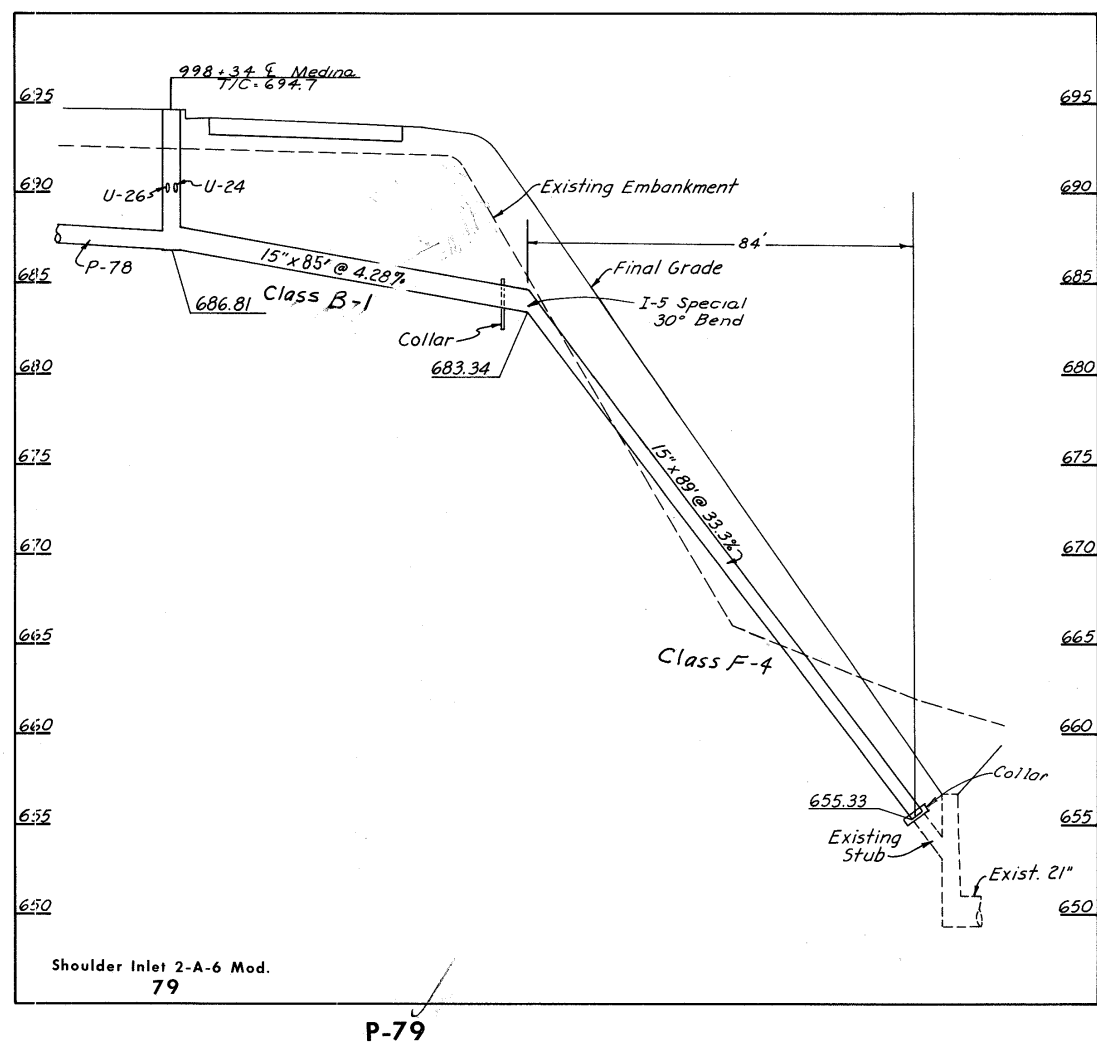 998+34 ℄ Medina
T/C= 694.7
695
695
690
690
U-26
U-24
Existing Embankment
84'
P-78
685
685
15" x 85' @ 4.28%
Class B-1
Final Grade
686.81
I-5 Special
30° Bend
Collar
680
680
683.34
675
675
15" x 89' @ 33.3%
670
670
665
665
Class F-4
660
660
Collar
655.33
655
655
Existing
Stub
Exist. 21"
650
650
Shoulder Inlet 2-A-6 Mod.
79
P-79